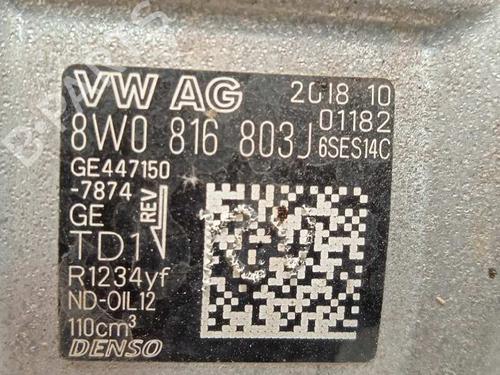 VW AG 2018 10
01182
8W0 816 803J 6SES14C
GE447150
-7874
GE REV
TD1
R1234yf
ND-OIL12
110cm³
DENSO
B-PARTS